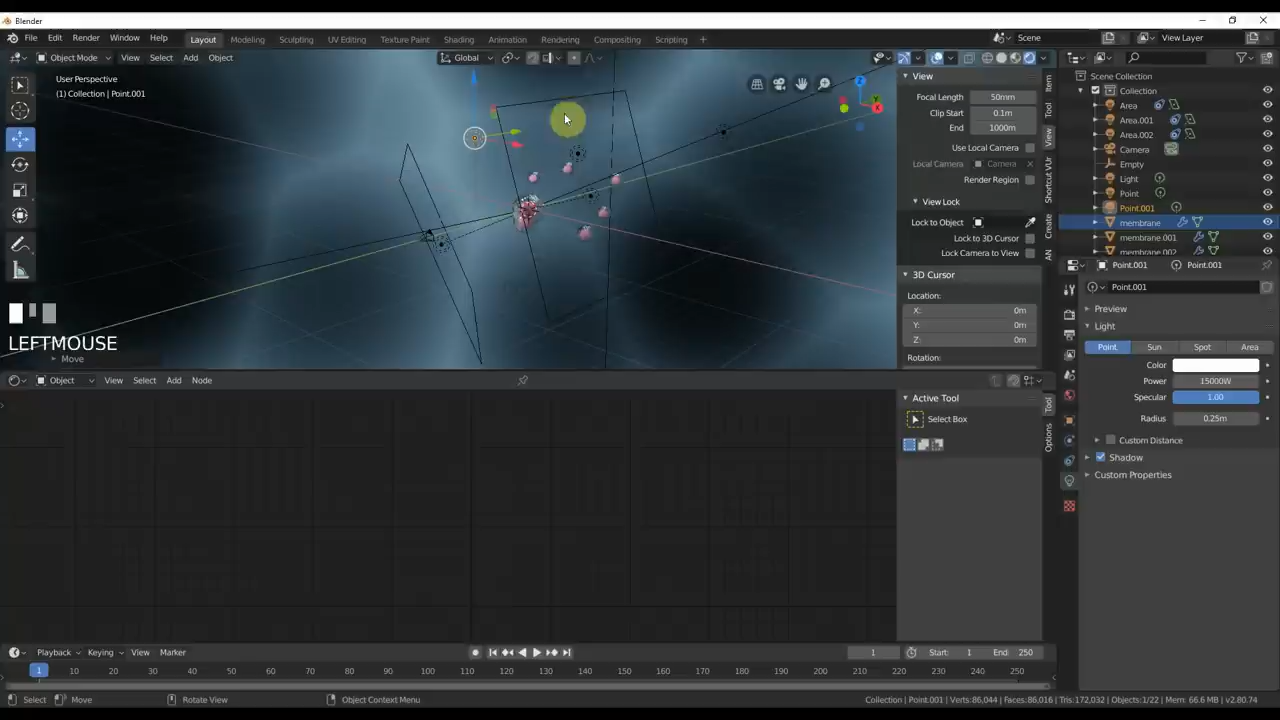 Blender
File Edit Render Window Help Layout Modeling Sculpting UV Editing Texture Paint Shading Animation Rendering Compositing Scripting + Scene View Layer
Object Mode View Select Add Object Global
User Perspective
(1) Collection | Point.001
LEFTMOUSE
Move
View
Focal Length 50mm
Clip Start 0.1m
End 1000m
Use Local Camera
Local Camera Camera
Render Region
View Lock
Lock to Object
Lock to 3D Cursor
Lock Camera to View
3D Cursor
Location:
X: 0m
Y: 0m
Z: 0m
Rotation:
Item
Tool
View
Shortcut VUr
Create
AN
Scene Collection
Collection
Area
Area.001
Area.002
Camera
Empty
Light
Point
Point.001
membrane
membrane.001
membrane.002
Point.001 Point.001
Point.001
Preview
Light
Point Sun Spot Area
Color
Power 15000W
Specular 1.00
Radius 0.25m
Custom Distance
Shadow
Custom Properties
Object View Select Add Node
Active Tool
Select Box
Tool
Options
Playback Keying View Marker 1 Start: 1 End: 250
1 10 20 30 40 50 60 70 80 90 100 110 120 130 140 150 160 170 180 190 200 210 220 230 240 250
Select Move Rotate View Object Context Menu Collection | Point.001 | Verts:86,044 | Faces:86,016 | Tris:172,032 | Objects:1/22 | Mem: 66.6 MB | v2.80.74